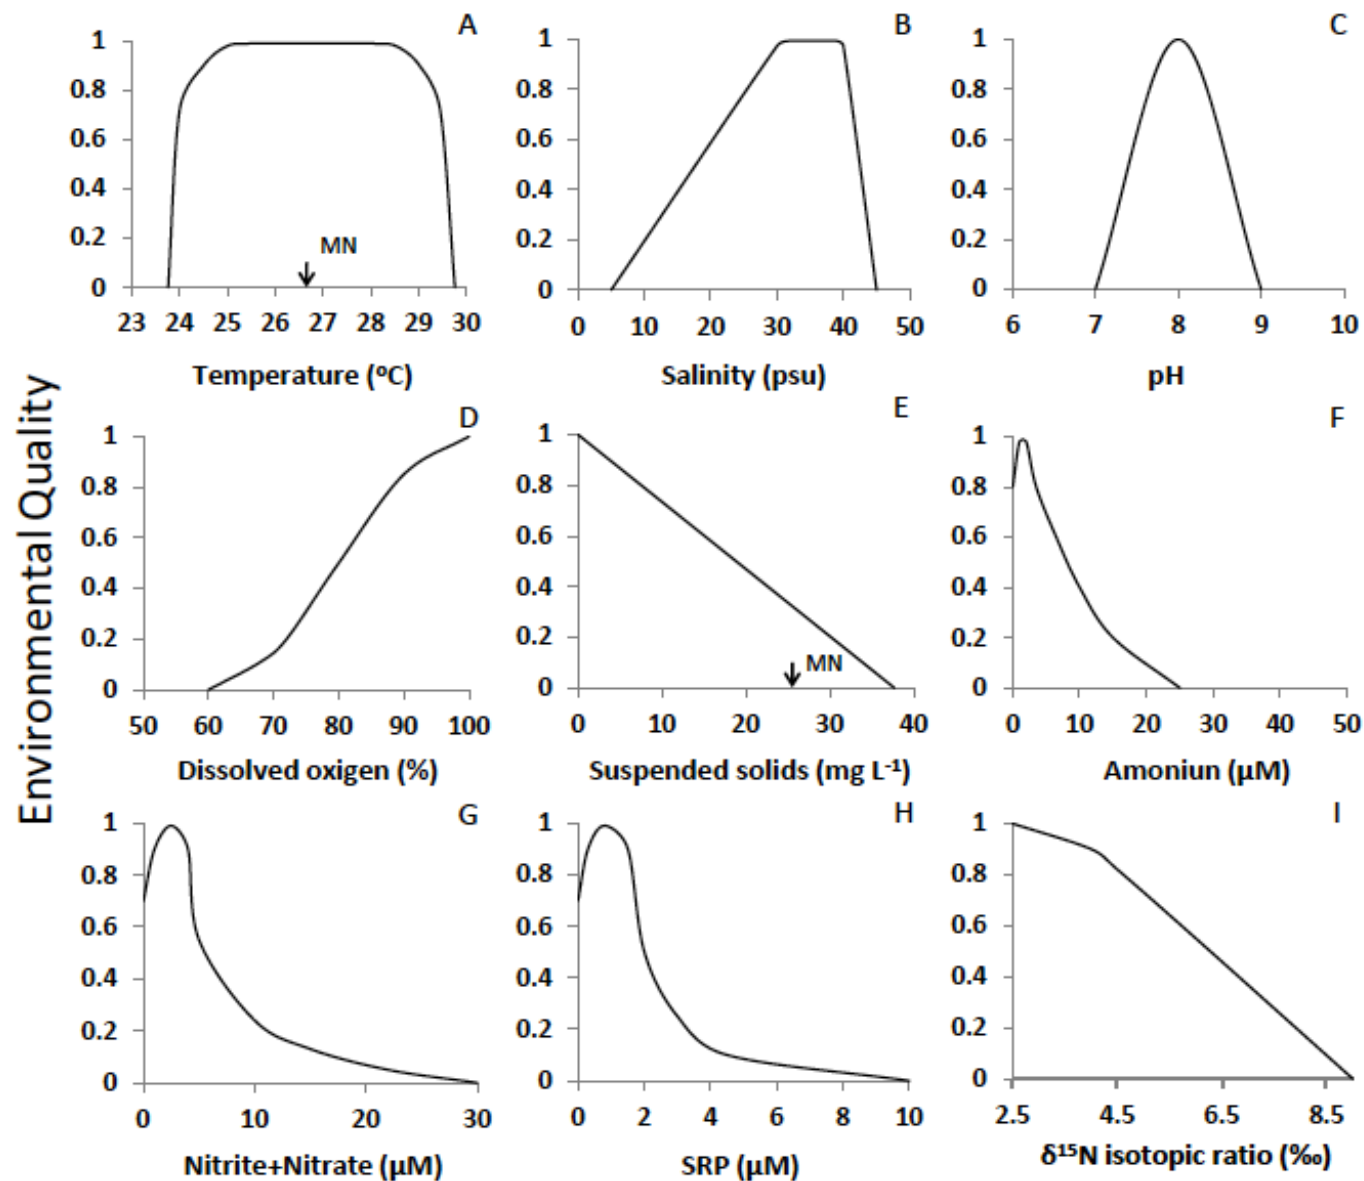 Environmental Quality
A
1
0.8
0.6
0.4
0.2
0
MN
23 24 25 26 27 28 29 30
Temperature (ºC)
B
1
0.8
0.6
0.4
0.2
0
0 10 20 30 40 50
Salinity (psu)
C
1
0.8
0.6
0.4
0.2
0
6 7 8 9 10
pH
D
1
0.8
0.6
0.4
0.2
0
50 60 70 80 90 100
Dissolved oxigen (%)
E
1
0.8
0.6
0.4
0.2
0
MN
0 10 20 30 40
Suspended solids (mg L⁻¹)
F
1
0.8
0.6
0.4
0.2
0
0 10 20 30 40 50
Amoniun (µM)
G
1
0.8
0.6
0.4
0.2
0
0 10 20 30
Nitrite+Nitrate (µM)
H
1
0.8
0.6
0.4
0.2
0
0 2 4 6 8 10
SRP (µM)
I
1
0.8
0.6
0.4
0.2
0
2.5 4.5 6.5 8.5
δ¹⁵N isotopic ratio (‰)